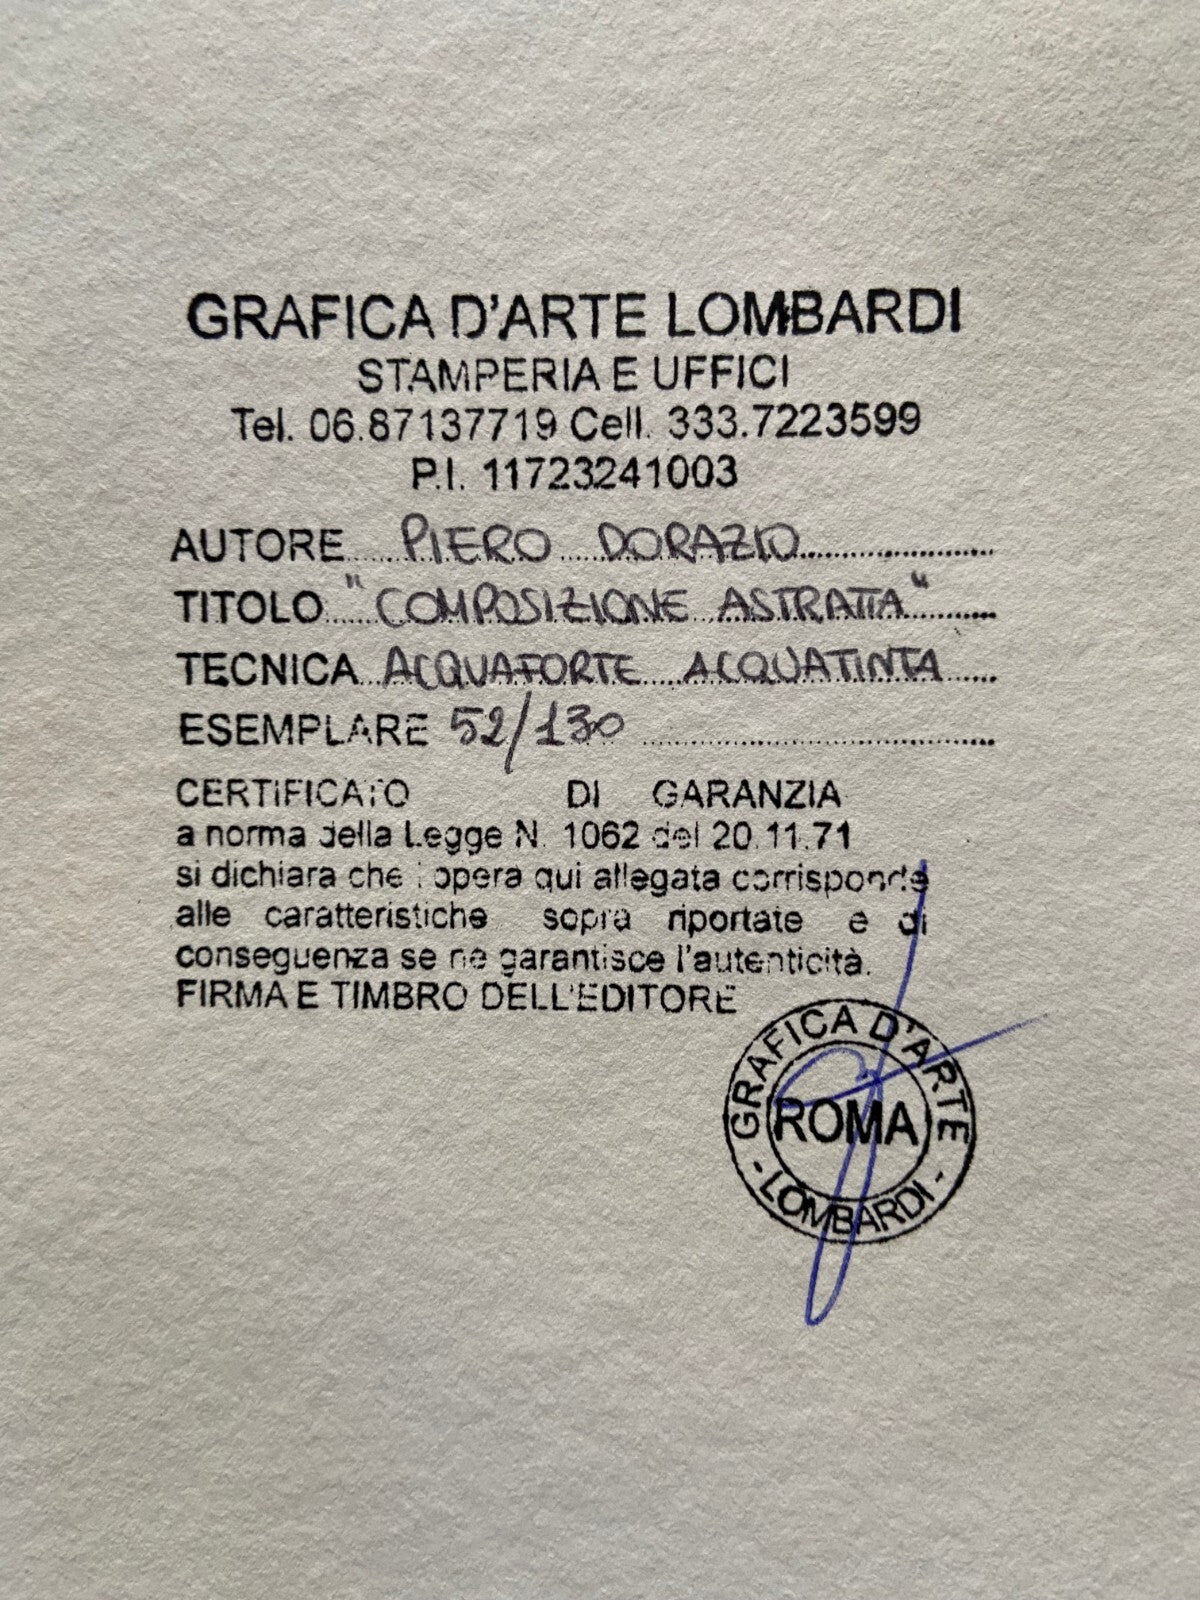 GRAFICA D'ARTE LOMBARDI
STAMPERIA E UFFICI
Tel. 06.87137719 Cell. 333.7223599
P.I. 11723241003
AUTORE PIERO DORAZIO
TITOLO "COMPOSIZIONE ASTRATTA"
TECNICA ACQUAFORTE ACQUATINTA
ESEMPLARE 52/130
CERTIFICATO DI GARANZIA
a norma della Legge N. 1062 del 20.11.71
si dichiara che l'opera qui allegata corrisponde
alle caratteristiche sopra riportate e di
conseguenza se ne garantisce l'autenticità.
FIRMA E TIMBRO DELL'EDITORE
GRAFICA D'ARTE
ROMA
- LOMBARDI -